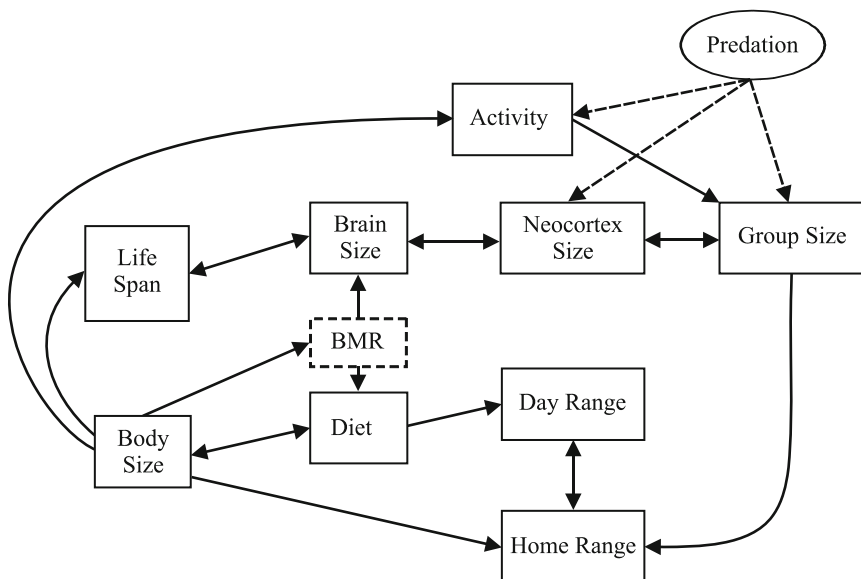 Predation
Activity
Brain
Size
Neocortex
Size
Group Size
Life
Span
BMR
Day Range
Diet
Body
Size
Home Range